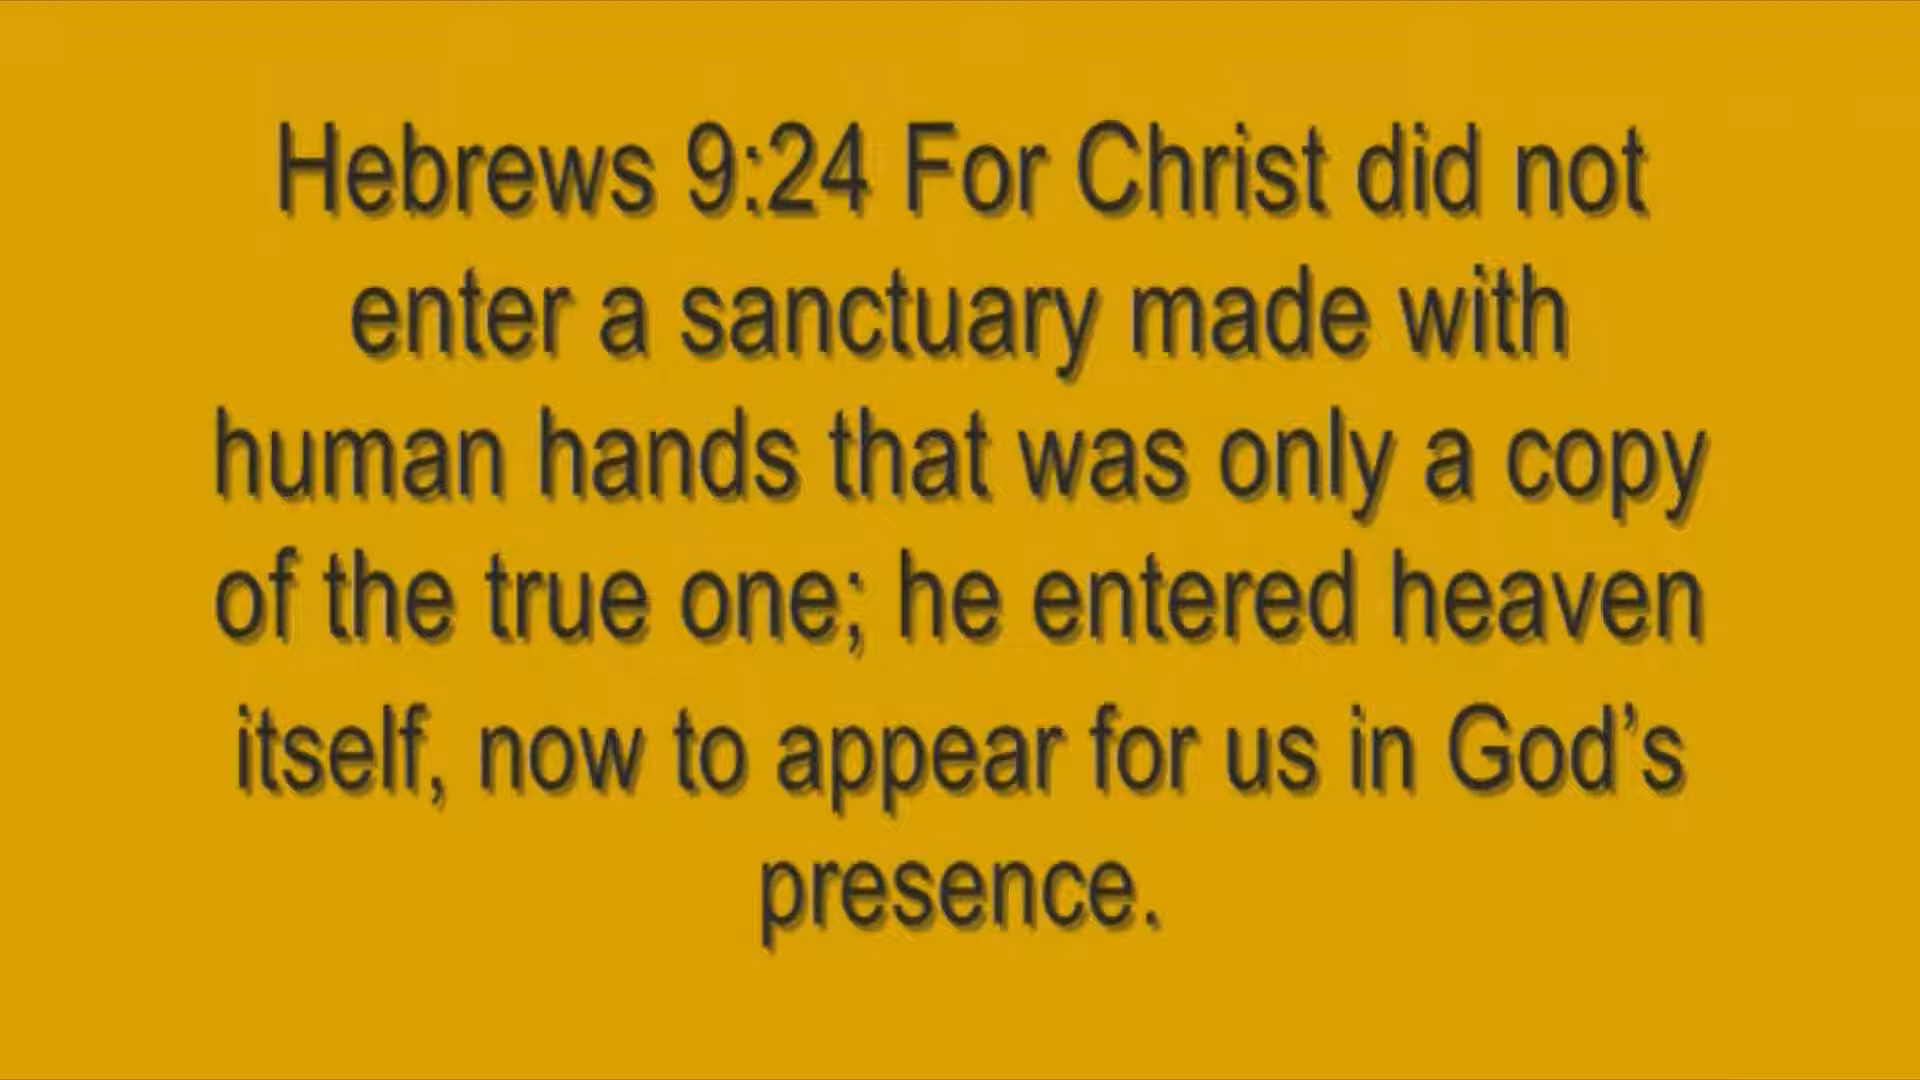 Hebrews 9:24 For Christ did not
enter a sanctuary made with
human hands that was only a copy
of the true one; he entered heaven
itself, now to appear for us in God’s
presence.